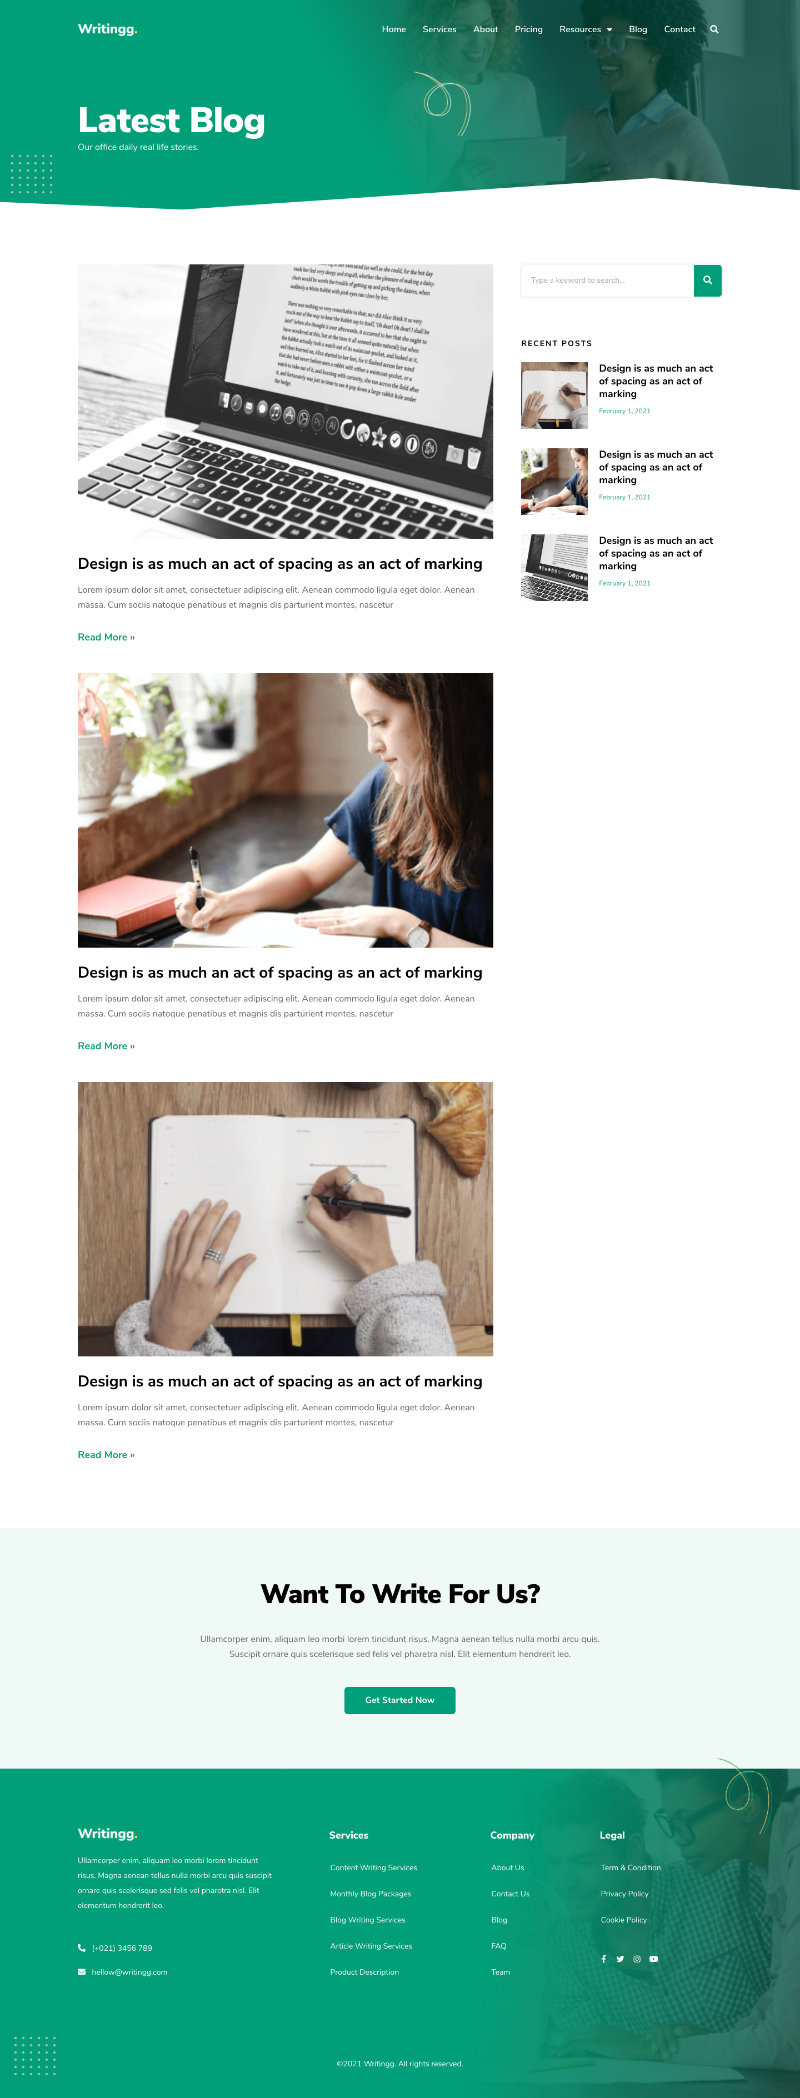 Writingg.
Home Services About Pricing Resources Blog Contact
Latest Blog
Our office daily real life stories.
Type a keyword to search...
RECENT POSTS
Design is as much an act
of spacing as an act of
marking
February 1, 2021
Design is as much an act
of spacing as an act of
marking
February 1, 2021
Design is as much an act
of spacing as an act of
marking
February 1, 2021
Design is as much an act of spacing as an act of marking
Lorem ipsum dolor sit amet, consectetuer adipiscing elit. Aenean commodo ligula eget dolor. Aenean
massa. Cum sociis natoque penatibus et magnis dis parturient montes, nascetur
Read More »
Design is as much an act of spacing as an act of marking
Lorem ipsum dolor sit amet, consectetuer adipiscing elit. Aenean commodo ligula eget dolor. Aenean
massa. Cum sociis natoque penatibus et magnis dis parturient montes, nascetur
Read More »
Design is as much an act of spacing as an act of marking
Lorem ipsum dolor sit amet, consectetuer adipiscing elit. Aenean commodo ligula eget dolor. Aenean
massa. Cum sociis natoque penatibus et magnis dis parturient montes, nascetur
Read More »
Want To Write For Us?
Ullamcorper enim, aliquam leo morbi lorem tincidunt risus. Magna aenean tellus nulla morbi arcu quis.
Suscipit ornare quis scelerisque sed felis vel pharetra nisl. Elit elementum hendrerit leo.
Get Started Now
Writingg.
Ullamcorper enim, aliquam leo morbi lorem tincidunt
risus. Magna aenean tellus nulla morbi arcu quis suscipit
ornare quis scelerisque sed felis vel pharetra nisl. Elit
elementum hendrerit leo.
(+021) 3456 789
hellow@writingg.com
Services
Content Writing Services
Monthly Blog Packages
Blog Writing Services
Article Writing Services
Product Description
Company
About Us
Contact Us
Blog
FAQ
Team
Legal
Term & Condition
Privacy Policy
Cookie Policy
©2021 Writingg. All rights reserved.